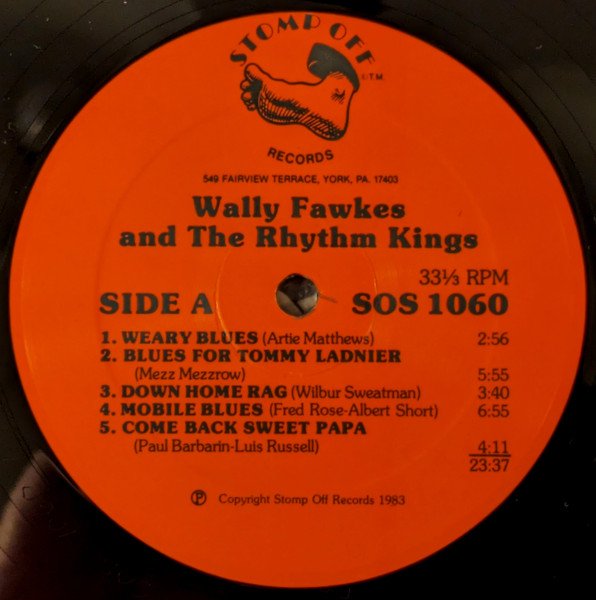 STOMP OFF
T.M.
RECORDS
549 FAIRVIEW TERRACE, YORK, PA. 17403
Wally Fawkes
and The Rhythm Kings
33⅓ RPM
SIDE A SOS 1060
1. WEARY BLUES (Artie Matthews) 2:56
2. BLUES FOR TOMMY LADNIER
(Mezz Mezzrow) 5:55
3. DOWN HOME RAG (Wilbur Sweatman) 3:40
4. MOBILE BLUES (Fred Rose-Albert Short) 6:55
5. COME BACK SWEET PAPA
(Paul Barbarin-Luis Russell) 4:11
23:37
℗ Copyright Stomp Off Records 1983